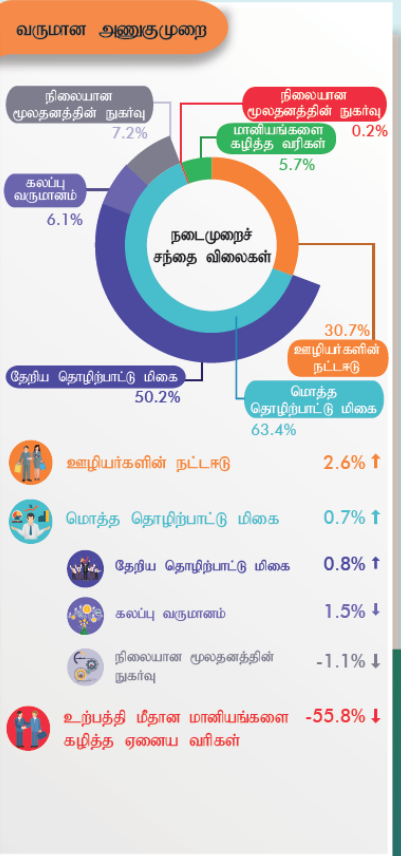 வருமான அணுகுமுறை
நிலையான
மூலதனத்தின் நுகர்வு
7.2%
நிலையான
மூலதனத்தின் நுகர்வு
0.2%
மானியங்களை
கழித்த வரிகள்
5.7%
கலப்பு
வருமானம்
6.1%
நடைமுறைச்
சந்தை விலைகள்
30.7%
ஊழியர்களின்
நட்டஈடு
தேறிய தொழிற்பாட்டு மிகை
50.2%
மொத்த
தொழிற்பாட்டு மிகை
63.4%
ஊழியர்களின் நட்டஈடு 2.6% ↑
மொத்த தொழிற்பாட்டு மிகை 0.7% ↑
தேறிய தொழிற்பாட்டு மிகை 0.8% ↑
கலப்பு வருமானம் 1.5% ↓
நிலையான மூலதனத்தின் -1.1% ↓
நுகர்வு
உற்பத்தி மீதான மானியங்களை -55.8% ↓
கழித்த ஏனைய வரிகள்